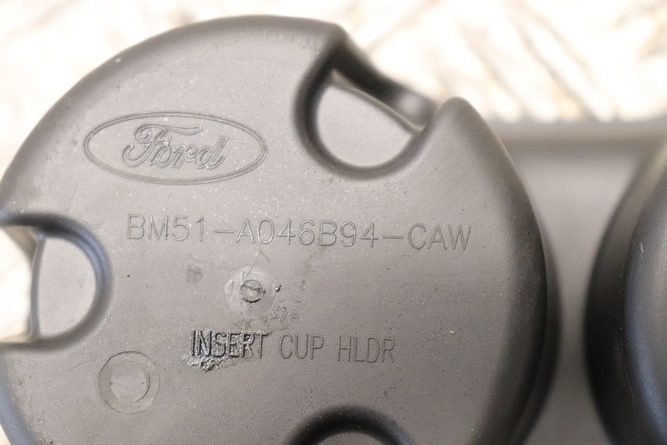 Ford
BM51-A046B94-CAW
INSERT CUP HLDR